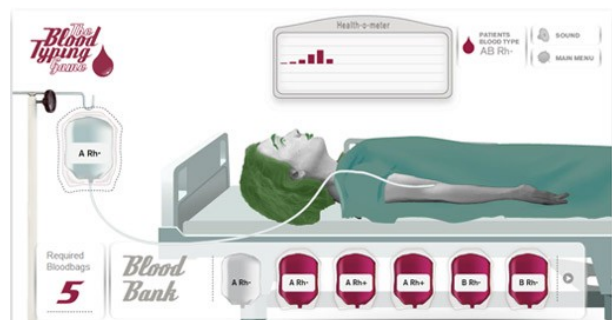 The
Blood
Typing
Game
Health-o-meter
PATIENTS
BLOOD TYPE
AB Rh-
SOUND
MAIN MENU
A Rh-
Required
Bloodbags
5
Blood
Bank
A Rh-
A Rh-
A Rh+
A Rh+
B Rh-
B Rh-